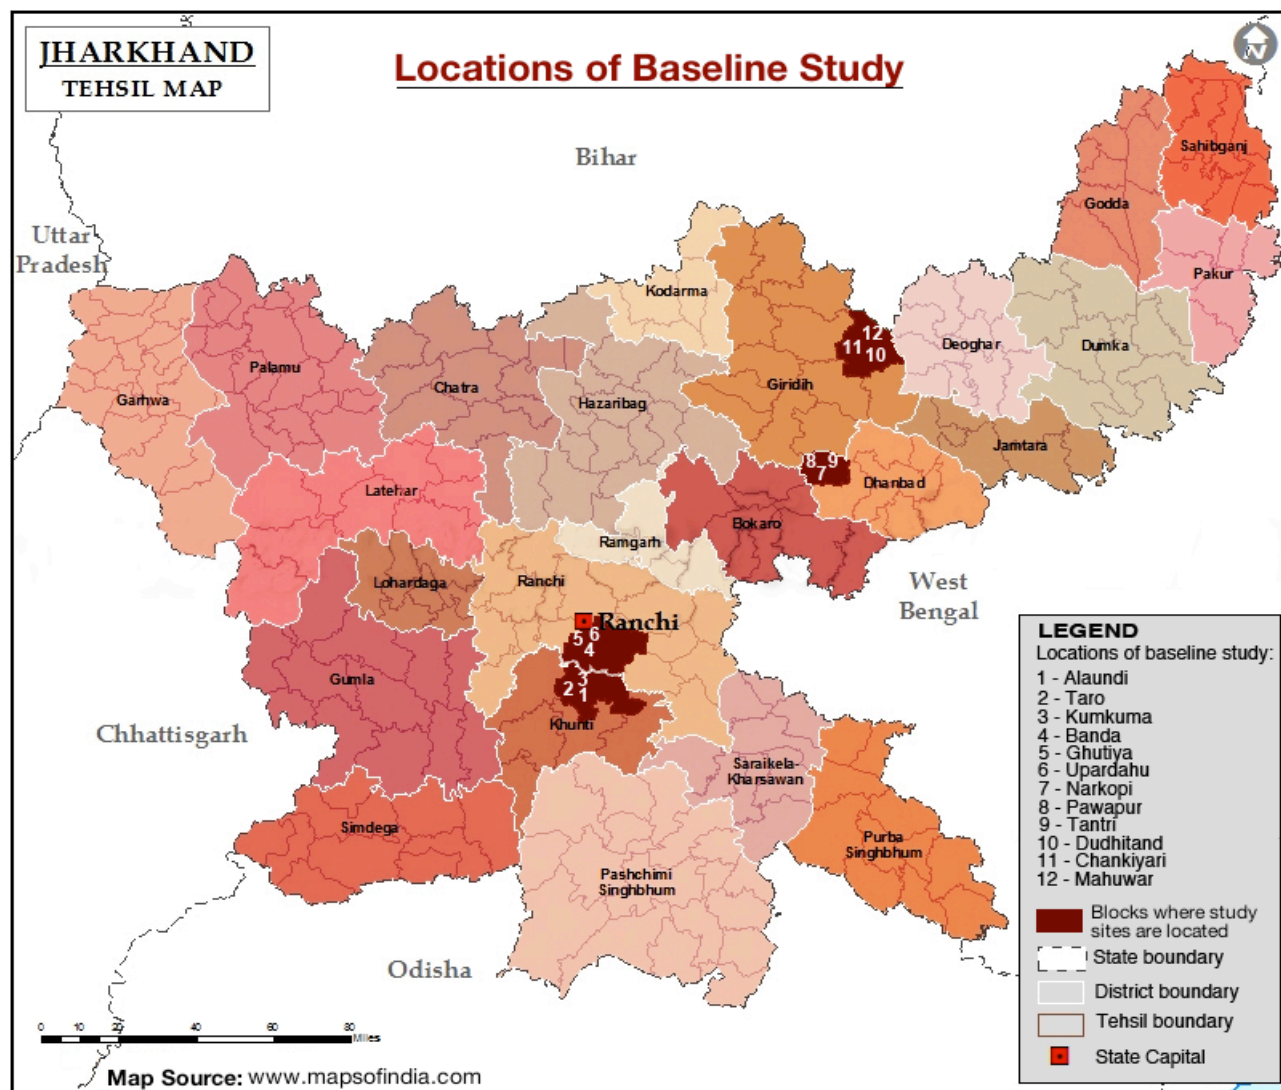 JHARKHAND
TEHSIL MAP
Locations of Baseline Study
N
Bihar
Uttar
Pradesh
Sahibganj
Godda
Pakur
Kodarma
12
11
10
Deoghar
Dumka
Palamu
Chatra
Giridih
Garhwa
Hazaribag
Jamtara
8 9
7
Dhanbad
Latehar
Bokaro
Ramgarh
Lohardaga
Ranchi
West
Bengal
Ranchi
5 6
4
Gumla
3
2
1
Khunti
Chhattisgarh
Saraikela-
Kharsawan
Simdega
Purba
Singhbhum
Pashchimi
Singhbhum
Odisha
0 10 20 40 60 80
Miles
Map Source: www.mapsofindia.com
LEGEND
Locations of baseline study:
1 - Alaundi
2 - Taro
3 - Kumkuma
4 - Banda
5 - Ghutiya
6 - Upardahu
7 - Narkopi
8 - Pawapur
9 - Tantri
10 - Dudhitand
11 - Chankiyari
12 - Mahuwar
Blocks where study
sites are located
State boundary
District boundary
Tehsil boundary
State Capital